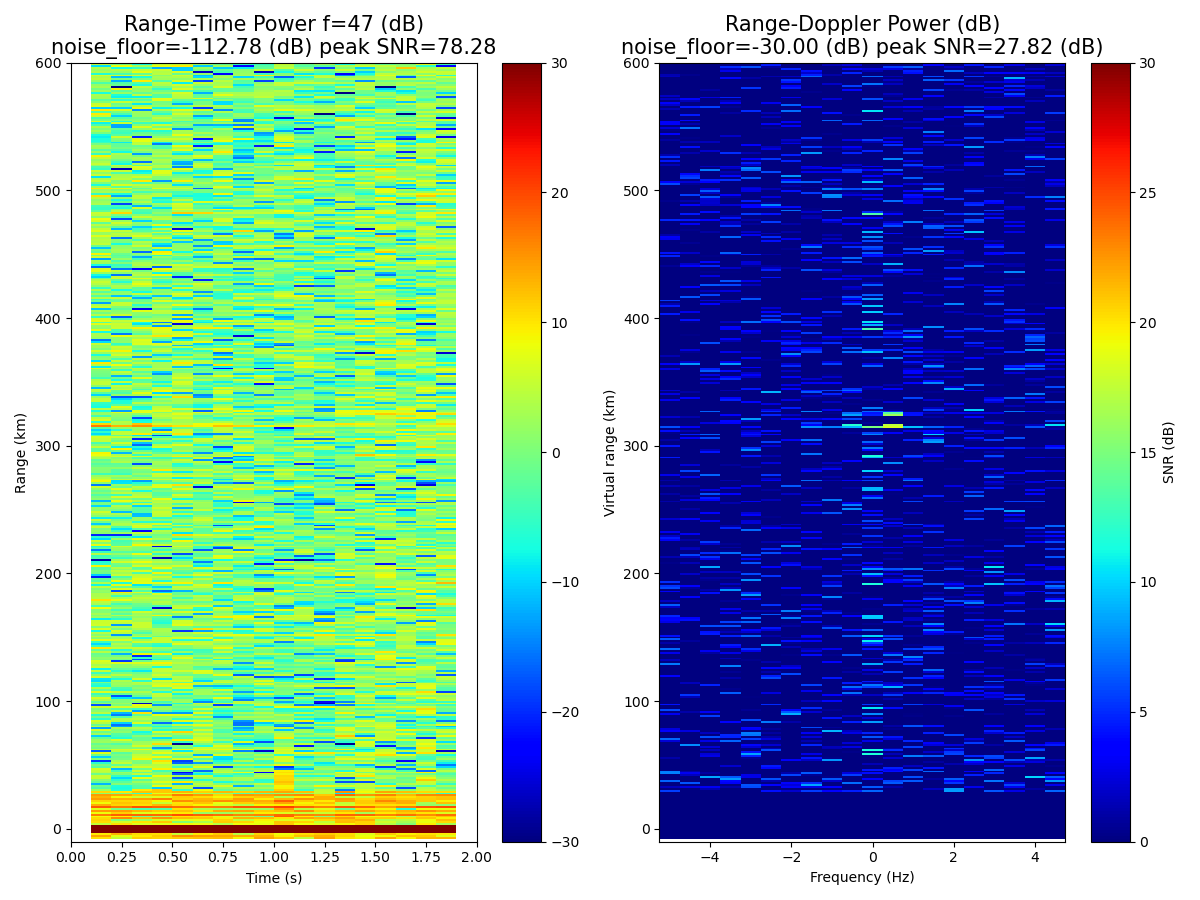 Range-Time Power f=47 (dB)
noise_floor=-112.78 (dB) peak SNR=78.28
Range-Doppler Power (dB)
noise_floor=-30.00 (dB) peak SNR=27.82 (dB)
600
500
400
300
200
100
0
Range (km)
0.00 0.25 0.50 0.75 1.00 1.25 1.50 1.75 2.00
Time (s)
30
20
10
0
−10
−20
−30
600
500
400
300
200
100
0
Virtual range (km)
−4 −2 0 2 4
Frequency (Hz)
30
25
20
15
10
5
0
SNR (dB)